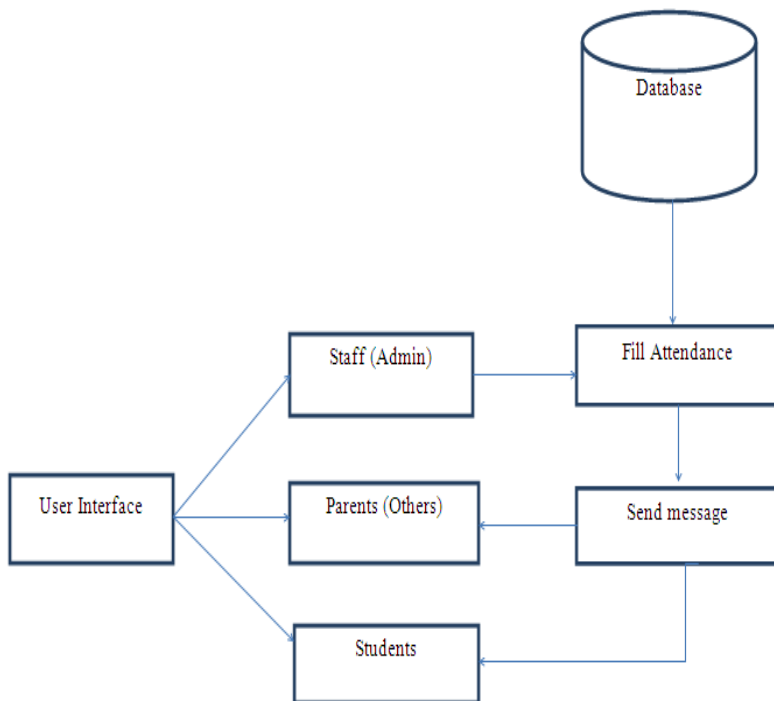 Database
Staff (Admin)
Fill Attendance
User Interface
Parents (Others)
Send message
Students